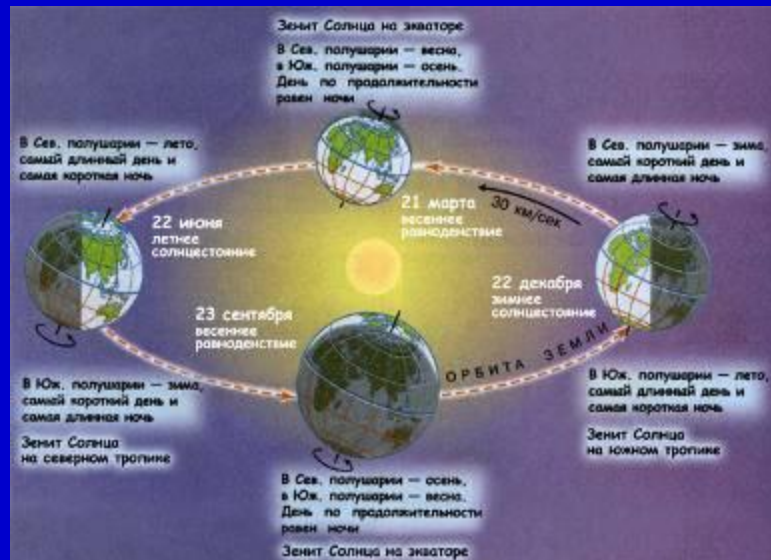 Зенит Солнца на экваторе
В Сев. полушарии — весна,
в Юж. полушарии — осень.
День по продолжительности
равен ночи
В Сев. полушарии — лето,
самый длинный день и
самая короткая ночь
В Сев. полушарии — зима,
самый короткий день и
самая длинная ночь
21 марта
весеннее
равноденствие
30 км/сек
22 июня
летнее
солнцестояние
22 декабря
зимнее
солнцестояние
23 сентября
весеннее
равноденствие
ОРБИТА ЗЕМЛИ
В Юж. полушарии — зима,
самый короткий день и
самая длинная ночь
Зенит Солнца
на северном тропике
В Юж. полушарии — лето,
самый длинный день и
самая короткая ночь
Зенит Солнца
на южном тропике
В Сев. полушарии — осень,
в Юж. полушарии — весна.
День по продолжительности
равен ночи
Зенит Солнца на экваторе